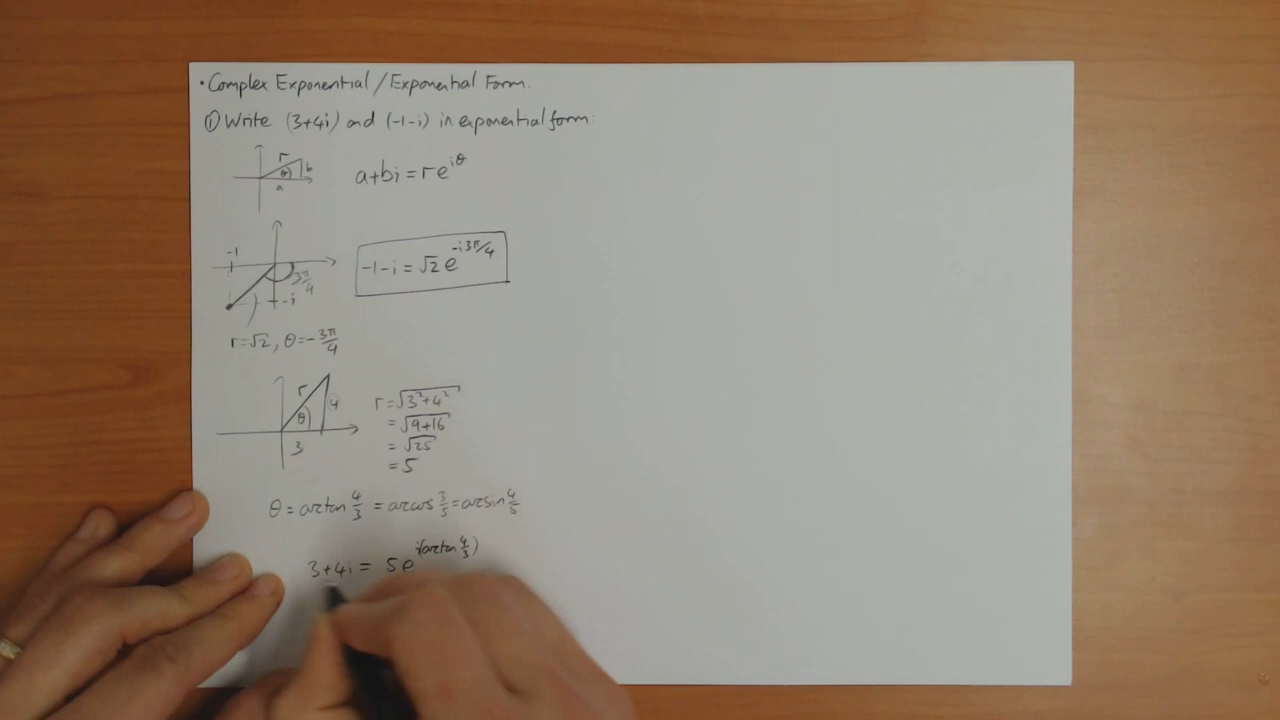 • Complex Exponential / Exponential Form.
① Write (3+4i) and (-1-i) in exponential form:
r
θ
b
a
a+bi = re^{iθ}
-1
3π/4
-i
-1-i = √2 e^{-i3π/4}
r=√2, θ=-3π/4
r
θ
4
3
r=√(3²+4²)
=√(9+16)
=√25
=5
θ = arctan 4/3 = arccos 3/5 = arcsin 4/5
3+4i = 5e^{i(arctan 4/3)}